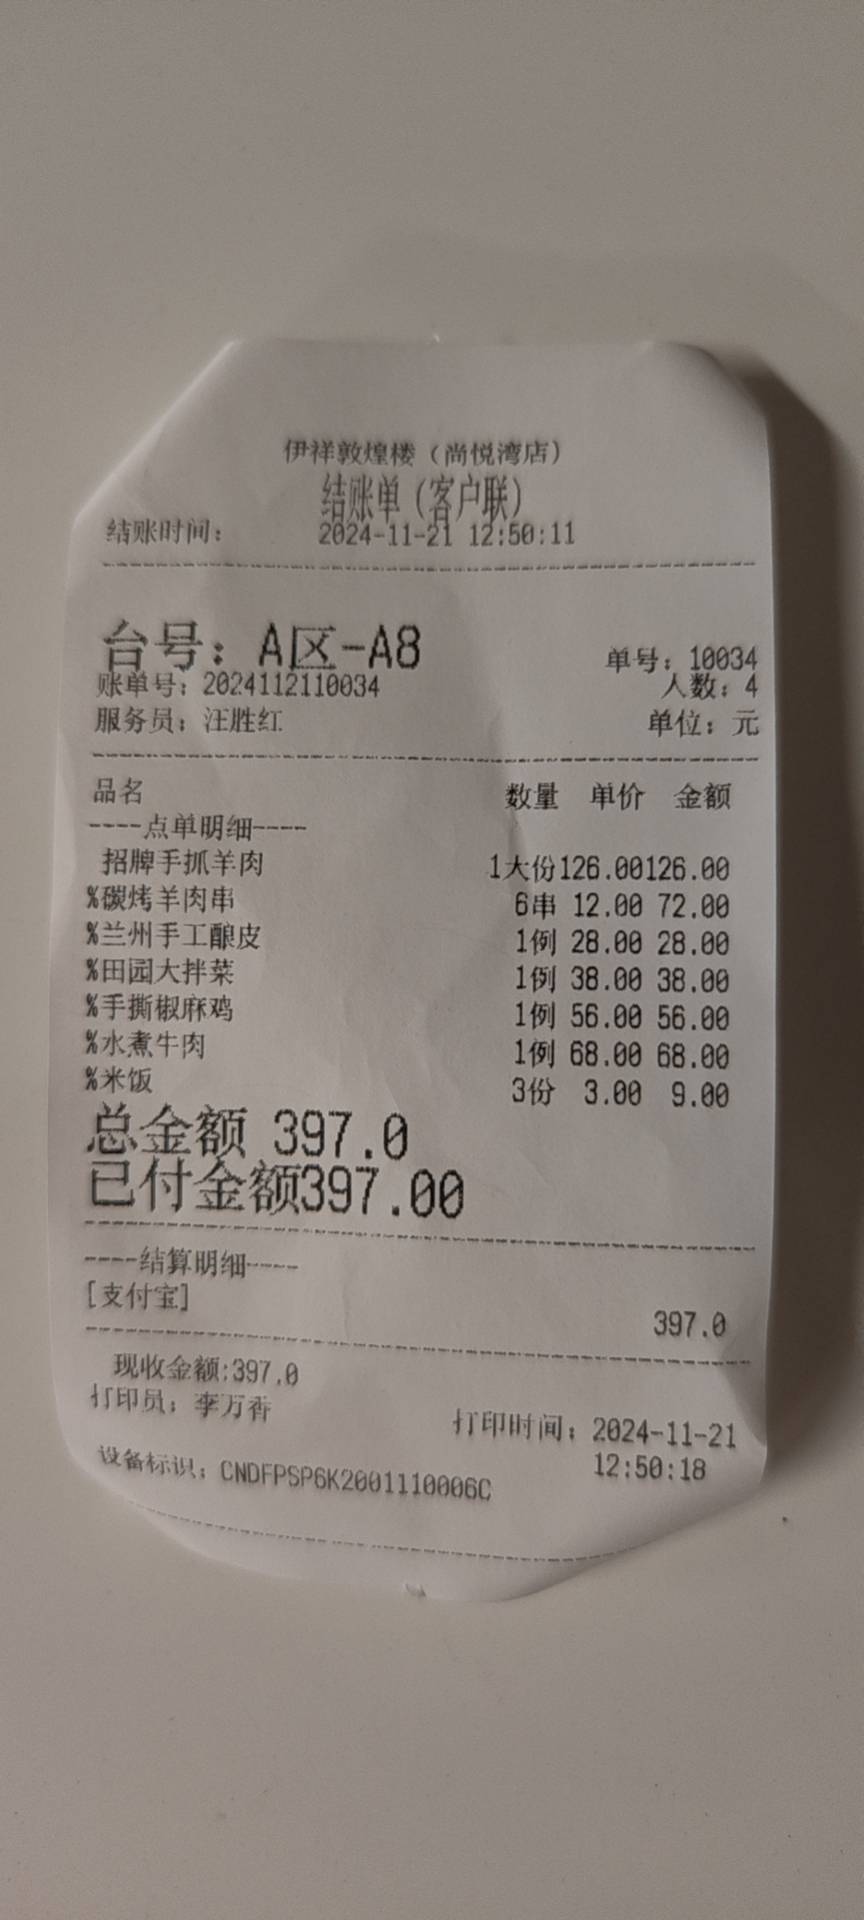 伊祥敦煌楼（尚悦湾店）
结账单（客户联）
结账时间： 2024-11-21 12:50:11
台号：A区-A8 单号：10034
账单号：2024112110034 人数：4
服务员：汪胜红 单位：元
品名 数量 单价 金额
----点单明细----
招牌手抓羊肉 1大份126.00126.00
%碳烤羊肉串 6串 12.00 72.00
%兰州手工酿皮 1例 28.00 28.00
%田园大拌菜 1例 38.00 38.00
%手撕椒麻鸡 1例 56.00 56.00
%水煮牛肉 1例 68.00 68.00
%米饭 3份 3.00 9.00
总金额 397.0
已付金额397.00
----结算明细----
[支付宝] 397.0
现收金额:397.0
打印员：李万香 打印时间：2024-11-21
12:50:18
设备标识：CNDFPSP6K2001110006C